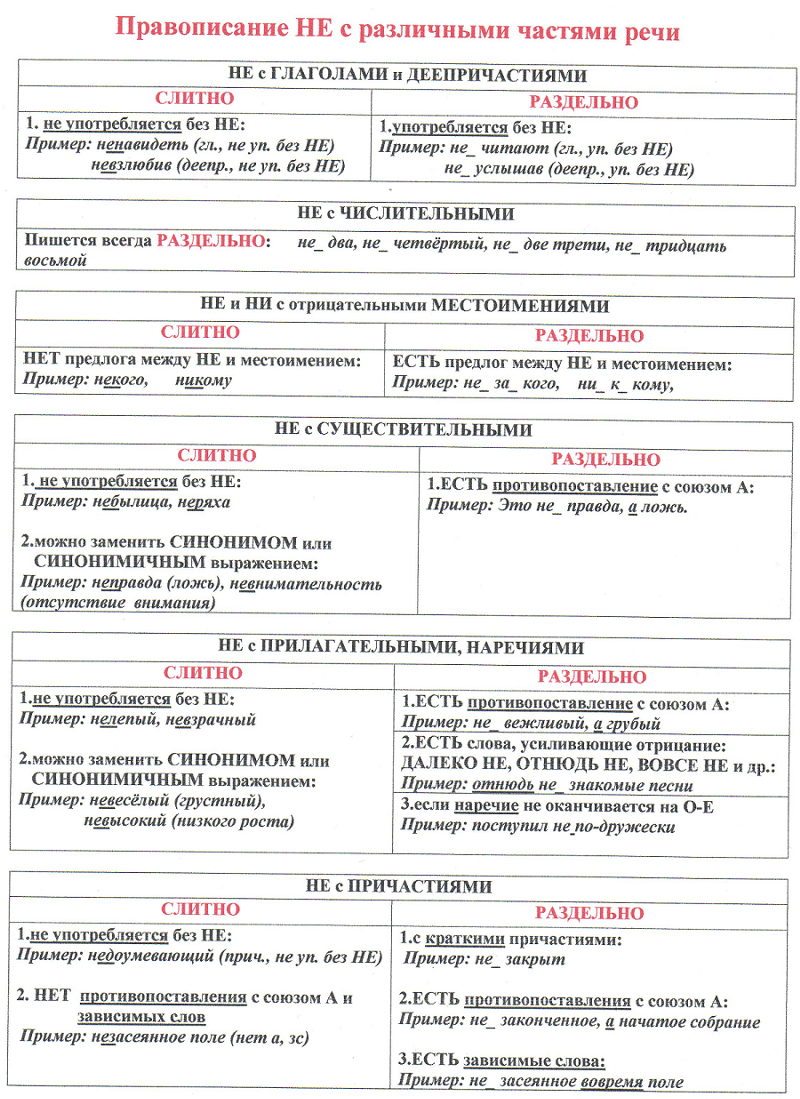 Правописание НЕ с различными частями речи
НЕ с ГЛАГОЛАМИ и ДЕЕПРИЧАСТИЯМИ
СЛИТНО
РАЗДЕЛЬНО
1. не употребляется без НЕ:
Пример: ненавидеть (гл., не уп. без НЕ)
невзлюбив (деепр., не уп. без НЕ)
1.употребляется без НЕ:
Пример: не_ читают (гл., уп. без НЕ)
не_ услышав (деепр., уп. без НЕ)
НЕ с ЧИСЛИТЕЛЬНЫМИ
Пишется всегда РАЗДЕЛЬНО: не_ два, не_ четвёртый, не_ две трети, не_ тридцать
восьмой
НЕ и НИ с отрицательными МЕСТОИМЕНИЯМИ
СЛИТНО
РАЗДЕЛЬНО
НЕТ предлога между НЕ и местоимением:
Пример: некого, никому
ЕСТЬ предлог между НЕ и местоимением:
Пример: не_ за_ кого, ни_ к_ кому,
НЕ с СУЩЕСТВИТЕЛЬНЫМИ
СЛИТНО
РАЗДЕЛЬНО
1. не употребляется без НЕ:
Пример: небылица, неряха
2.можно заменить СИНОНИМОМ или
СИНОНИМИЧНЫМ выражением:
Пример: неправда (ложь), невнимательность
(отсутствие внимания)
1.ЕСТЬ противопоставление с союзом А:
Пример: Это не_ правда, а ложь.
НЕ с ПРИЛАГАТЕЛЬНЫМИ, НАРЕЧИЯМИ
СЛИТНО
РАЗДЕЛЬНО
1.не употребляется без НЕ:
Пример: нелепый, невзрачный
2.можно заменить СИНОНИМОМ или
СИНОНИМИЧНЫМ выражением:
Пример: невесёлый (грустный),
невысокий (низкого роста)
1.ЕСТЬ противопоставление с союзом А:
Пример: не_ вежливый, а грубый
2.ЕСТЬ слова, усиливающие отрицание:
ДАЛЕКО НЕ, ОТНЮДЬ НЕ, ВОВСЕ НЕ и др.:
Пример: отнюдь не_ знакомые песни
3.если наречие не оканчивается на О-Е
Пример: поступил не_по-дружески
НЕ с ПРИЧАСТИЯМИ
СЛИТНО
РАЗДЕЛЬНО
1.не употребляется без НЕ:
Пример: недоумевающий (прич., не уп. без НЕ)
2. НЕТ противопоставления с союзом А и
зависимых слов
Пример: незасеянное поле (нет а, зс)
1.с краткими причастиями:
Пример: не_ закрыт
2.ЕСТЬ противопоставления с союзом А:
Пример: не_ законченное, а начатое собрание
3.ЕСТЬ зависимые слова:
Пример: не_ засеянное вовремя поле